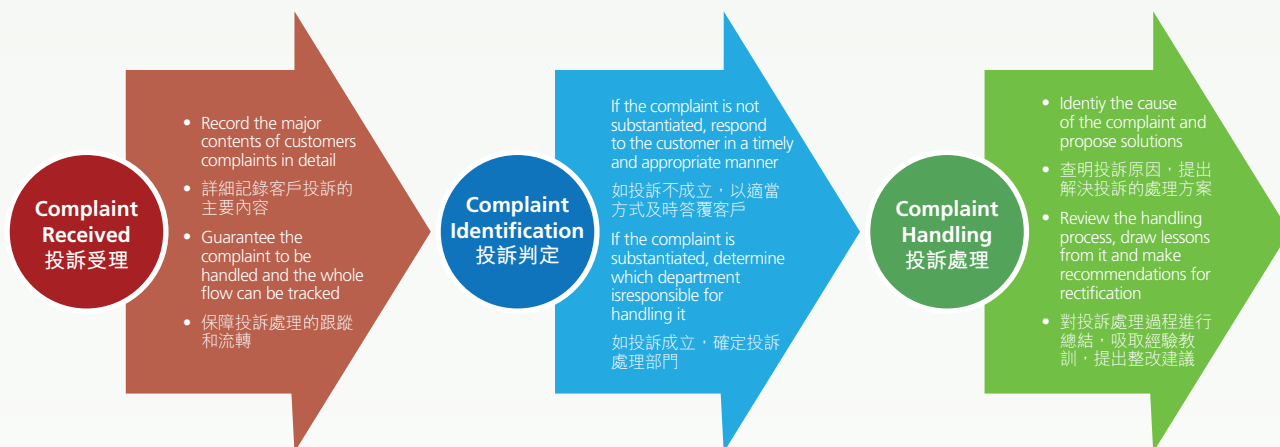 Complaint
Received
投訴受理
• Record the major
contents of customers
complaints in detail
• 詳細記錄客戶投訴的
主要內容
• Guarantee the
complaint to be
handled and the whole
flow can be tracked
• 保障投訴處理的跟蹤
和流轉
Complaint
Identification
投訴判定
If the complaint is not
substantiated, respond
to the customer in a timely
and appropriate manner
如投訴不成立，以適當
方式及時答覆客戶
If the complaint is
substantiated, determine
which department
isresponsible for
handling it
如投訴成立，確定投訴
處理部門
Complaint
Handling
投訴處理
• Identiy the cause
of the complaint and
propose solutions
• 查明投訴原因，提出
解決投訴的處理方案
• Review the handling
process, draw lessons
from it and make
recommendations for
rectification
• 對投訴處理過程進行
總結，吸取經驗教
訓，提出整改建議